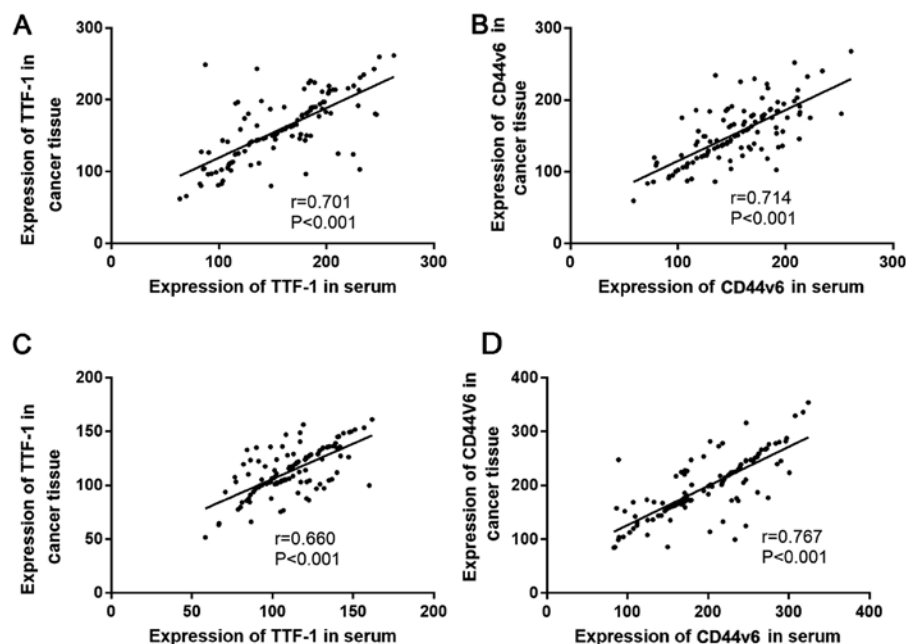 A
Expression of TTF-1 in
cancer tissue
300
200
100
0
0
100
200
300
r=0.701
P<0.001
Expression of TTF-1 in serum
B
Expression of CD44v6 in
cancer tissue
300
200
100
0
0
100
200
300
r=0.714
P<0.001
Expression of CD44v6 in serum
C
Expression of TTF-1 in
cancer tissue
200
150
100
50
0
0
50
100
150
200
r=0.660
P<0.001
Expression of TTF-1 in serum
D
Expression of CD44V6 in
cancer tissue
400
300
200
100
0
0
100
200
300
400
r=0.767
P<0.001
Expression of CD44v6 in serum